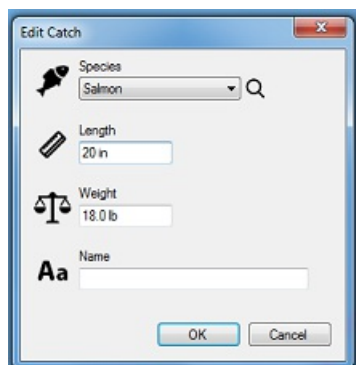 Edit Catch
Species
Salmon
Length
20 in
Weight
18.0 lb
Aa
Name
OK
Cancel